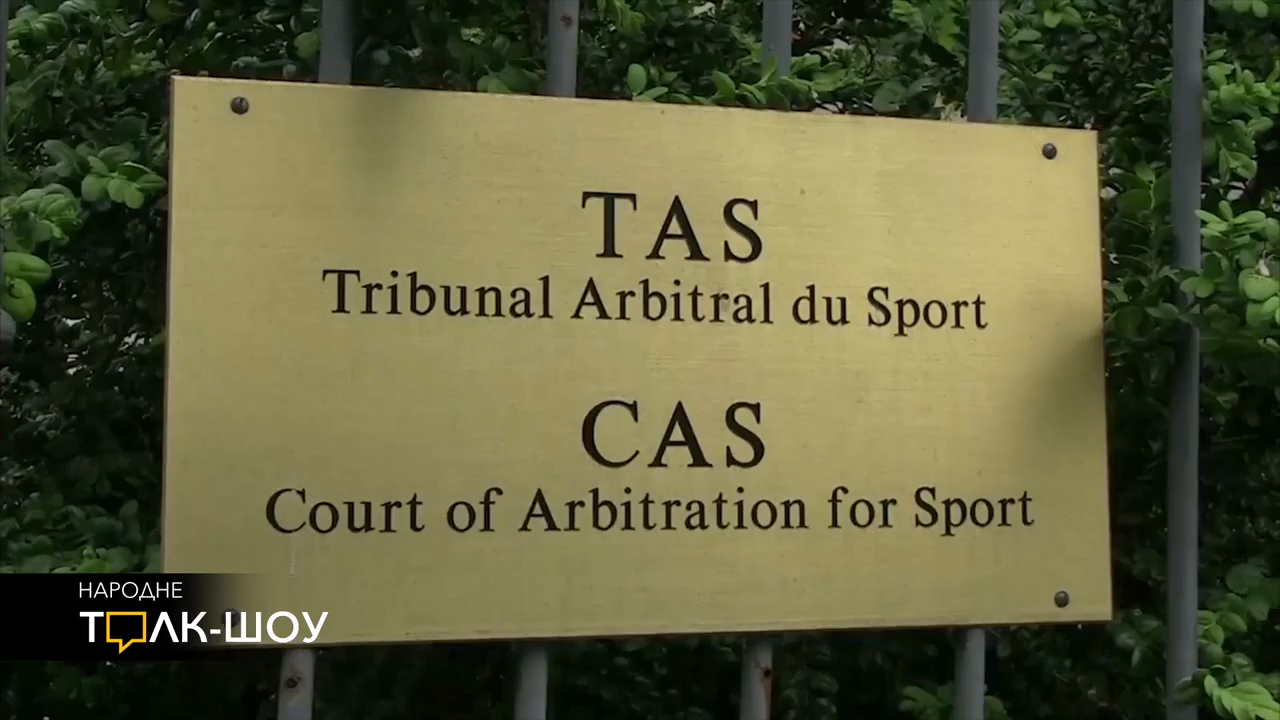 TAS
Tribunal Arbitral du Sport
CAS
Court of Arbitration for Sport
НАРОДНЕ
ТОЛК-ШОУ